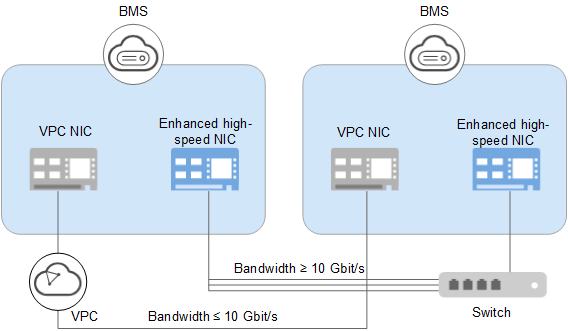 BMS
BMS
VPC NIC
Enhanced high-
speed NIC
VPC NIC
Enhanced high-
speed NIC
Bandwidth ≥ 10 Gbit/s
VPC
Bandwidth ≤ 10 Gbit/s
Switch